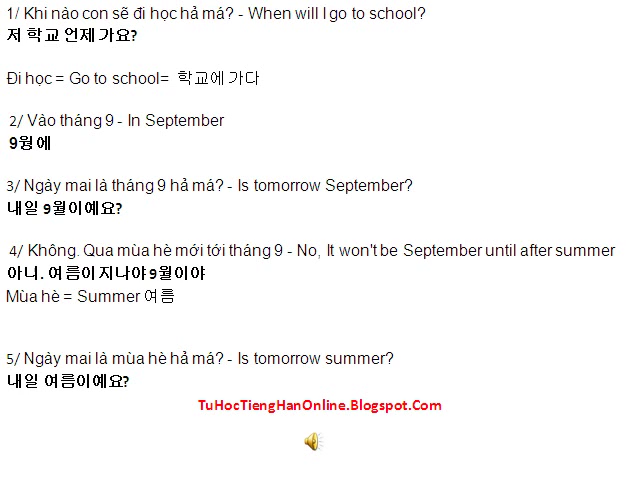 1/ Khi nào con sẽ đi học hả má? - When will I go to school?
저 학교 언제 가요?
Đi học = Go to school= 학교에 가다
2/ Vào tháng 9 - In September
9월 에
3/ Ngày mai là tháng 9 hả má? - Is tomorrow September?
내일 9월이예요?
4/ Không. Qua mùa hè mới tới tháng 9 - No, It won't be September until after summer
아니. 여름이 지나야 9월이야
Mùa hè = Summer 여름
5/ Ngày mai là mùa hè hả má? - Is tomorrow summer?
내일 여름이예요?
TuHocTiengHanOnline.Blogspot.Com